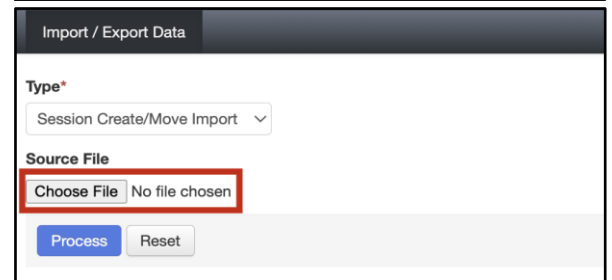 Import / Export Data
Type*
Session Create/Move Import
Source File
Choose File No file chosen
Process Reset